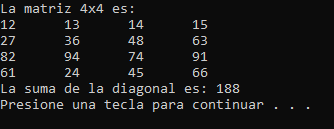 La matriz 4x4 es:
12 13 14 15
27 36 48 63
82 94 74 91
61 24 45 66
La suma de la diagonal es: 188
Presione una tecla para continuar . . .